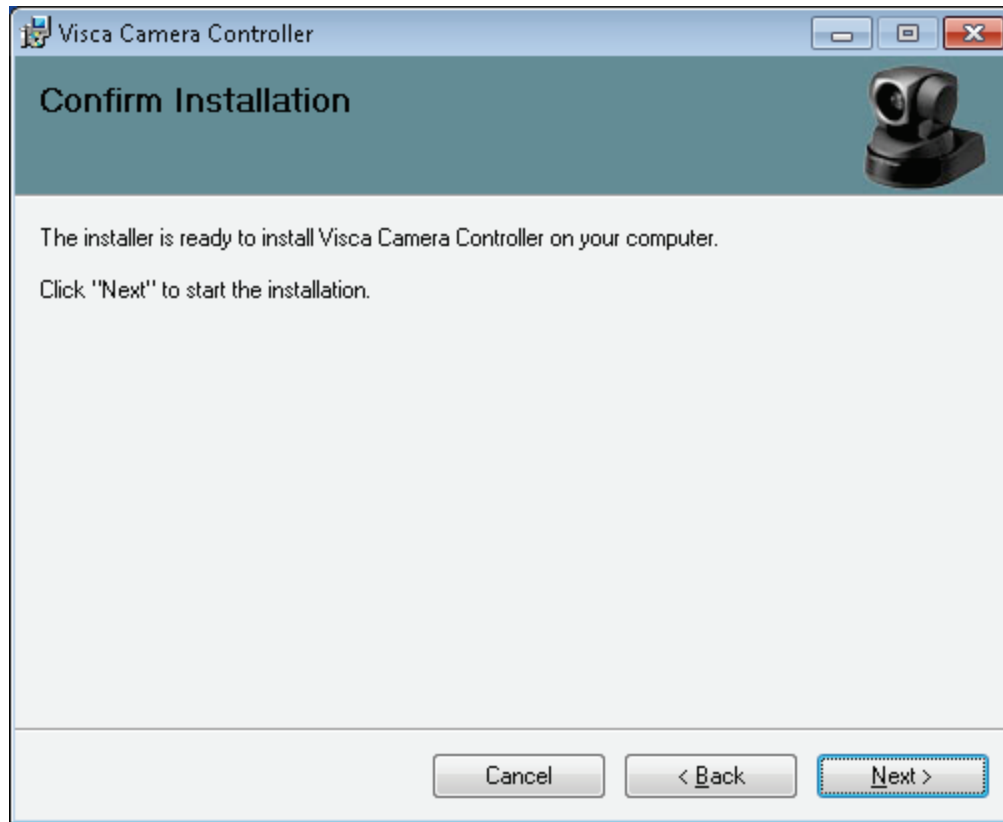 Visca Camera Controller
Confirm Installation
The installer is ready to install Visca Camera Controller on your computer.
Click "Next" to start the installation.
Cancel
< Back
Next >